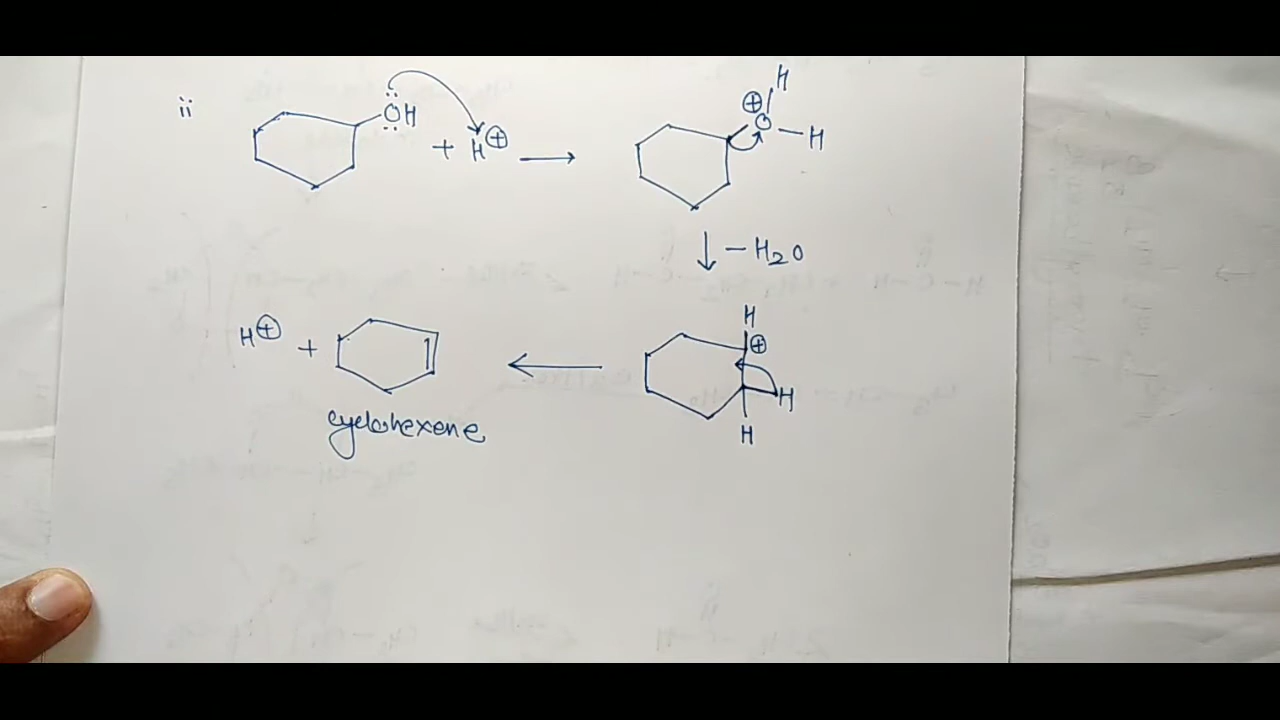 ii
ÖH + H⊕ → ⊕ O H H
↓ − H₂O
H⊕ + ← H ⊕ H H
cyclohexene